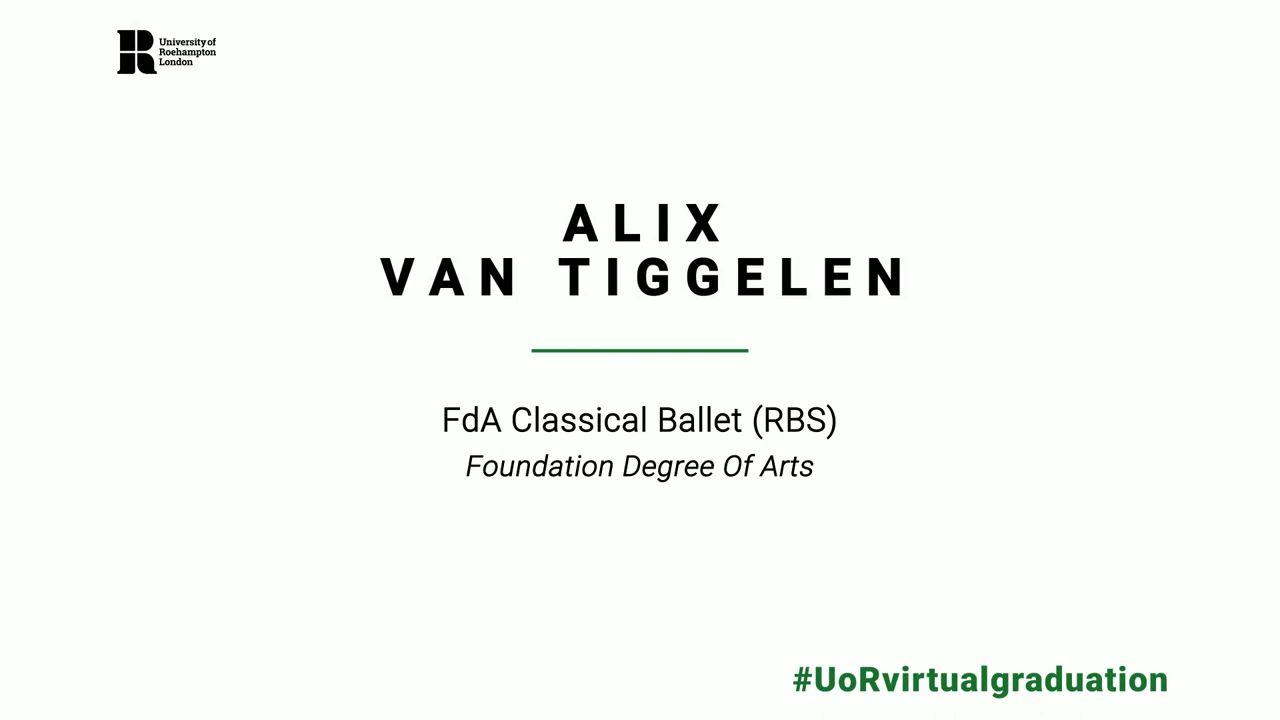 University of
Roehampton
London
ALIX
VAN TIGGELEN
FdA Classical Ballet (RBS)
Foundation Degree Of Arts
#UoRvirtualgraduation